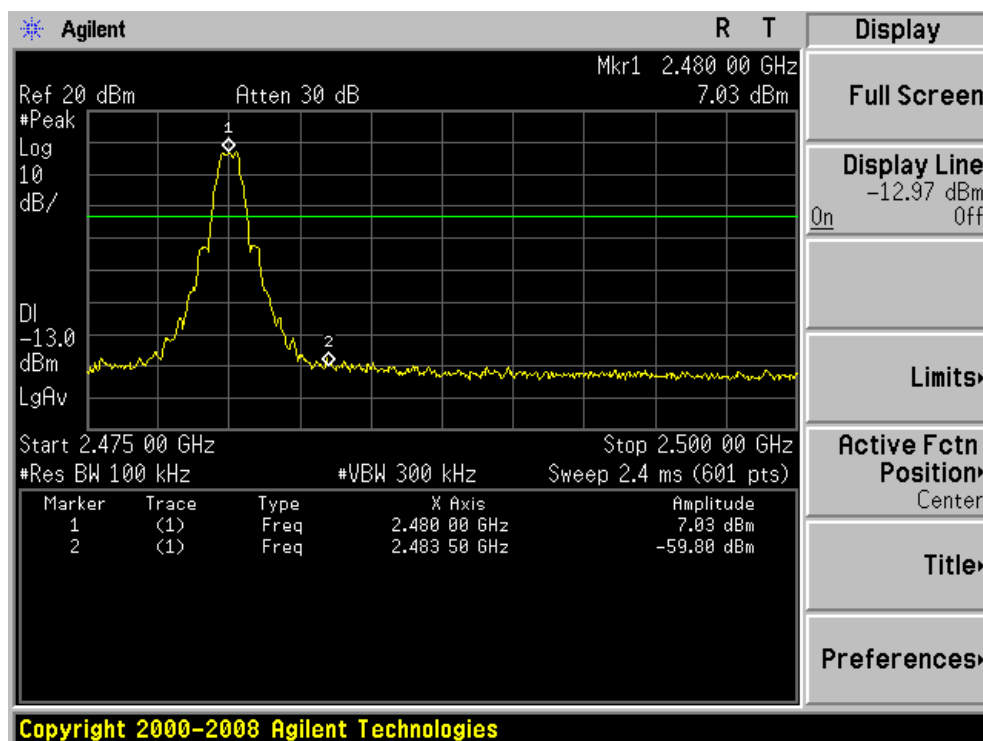 Agilent R T
Mkr1 2.480 00 GHz
Ref 20 dBm Atten 30 dB 7.03 dBm
#Peak
Log
10
dB/
1
DI
-13.0
dBm
2
LgAv
Start 2.475 00 GHz Stop 2.500 00 GHz
#Res BW 100 kHz #VBW 300 kHz Sweep 2.4 ms (601 pts)
Marker Trace Type X Axis Amplitude
1 (1) Freq 2.480 00 GHz 7.03 dBm
2 (1) Freq 2.483 50 GHz -59.80 dBm
Display
Full Screen
Display Line
-12.97 dBm
On Off
Limits
Active Fctn
Position
Center
Title
Preferences
Copyright 2000-2008 Agilent Technologies